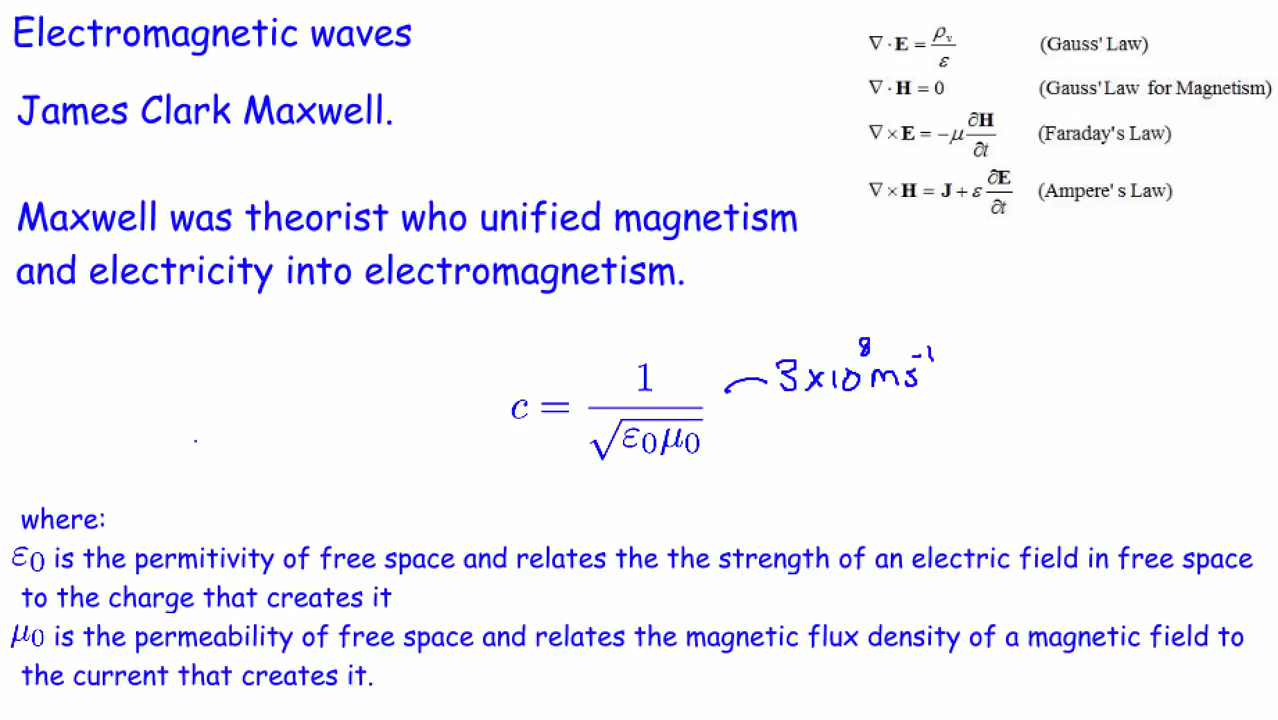 Electromagnetic waves
James Clark Maxwell.
Maxwell was theorist who unified magnetism
and electricity into electromagnetism.
∇ · E = ρᵥ/ε (Gauss' Law)
∇ · H = 0 (Gauss' Law for Magnetism)
∇ × E = −μ ∂H/∂t (Faraday's Law)
∇ × H = J + ε ∂E/∂t (Ampere's Law)
c = 1/√(ε₀μ₀)
3×10⁸ ms⁻¹
where:
ε₀ is the permitivity of free space and relates the the strength of an electric field in free space
to the charge that creates it
μ₀ is the permeability of free space and relates the magnetic flux density of a magnetic field to
the current that creates it.